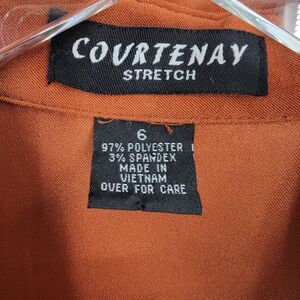 COURTENAY
STRETCH
6
97% POLYESTER
3% SPANDEX
MADE IN
VIETNAM
OVER FOR CARE